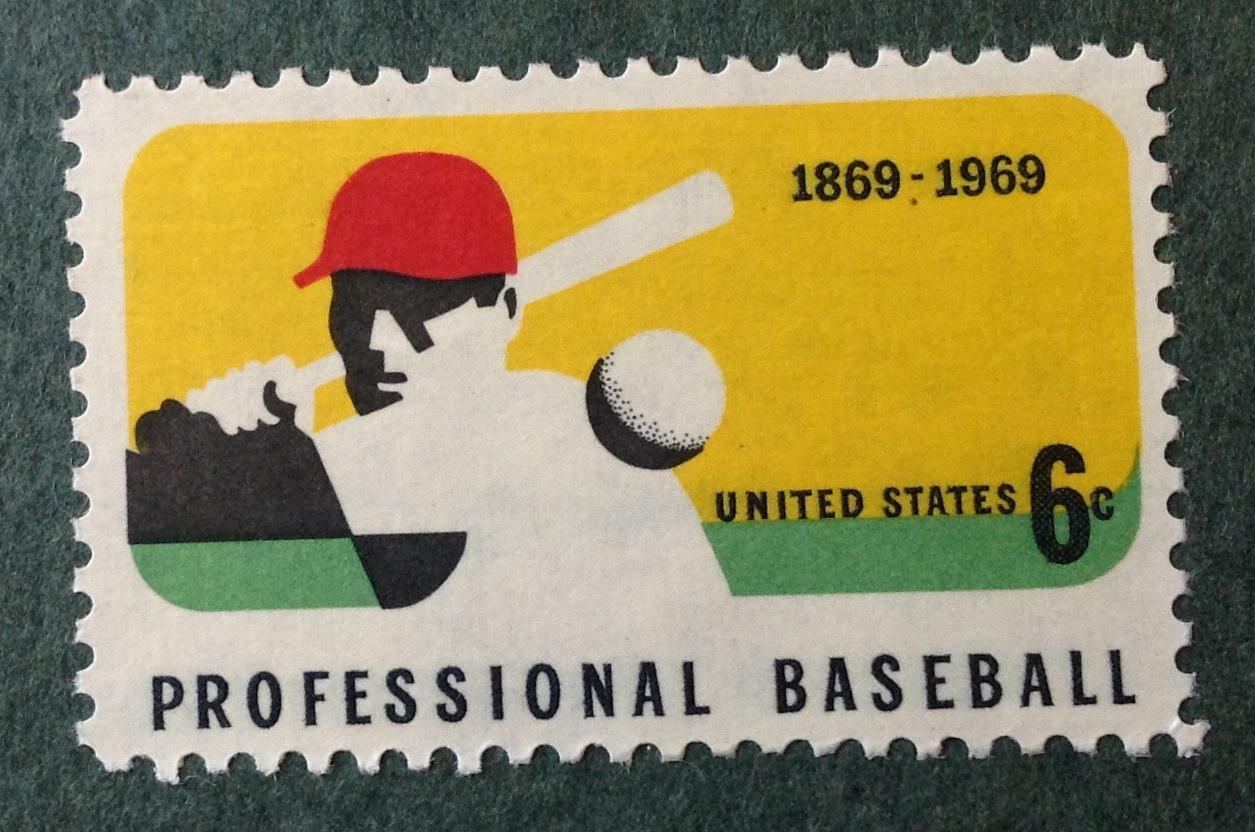 1869-1969
UNITED STATES 6c
PROFESSIONAL BASEBALL